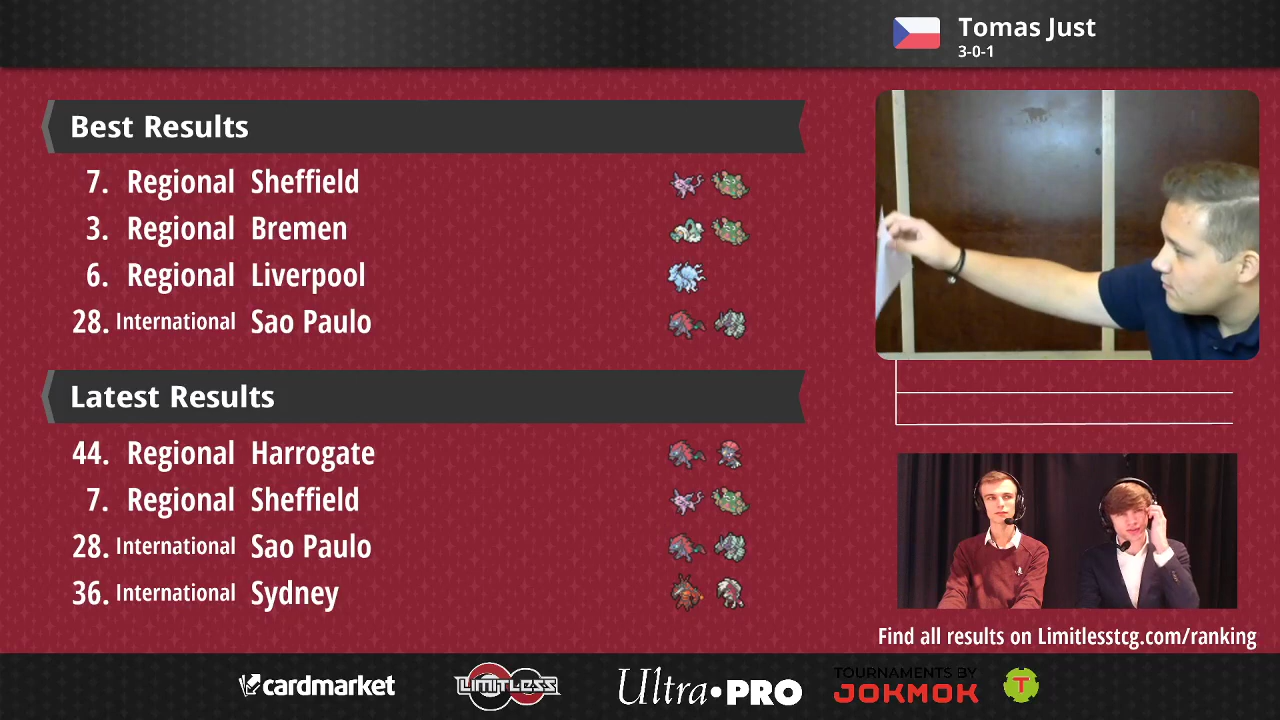 Tomas Just
3-0-1
Best Results
7. Regional Sheffield
3. Regional Bremen
6. Regional Liverpool
28. International Sao Paulo
Latest Results
44. Regional Harrogate
7. Regional Sheffield
28. International Sao Paulo
36. International Sydney
Find all results on Limitlesstcg.com/ranking
cardmarket
LIMITLESS
Ultra•PRO
TOURNAMENTS BY
JOKMOK
T